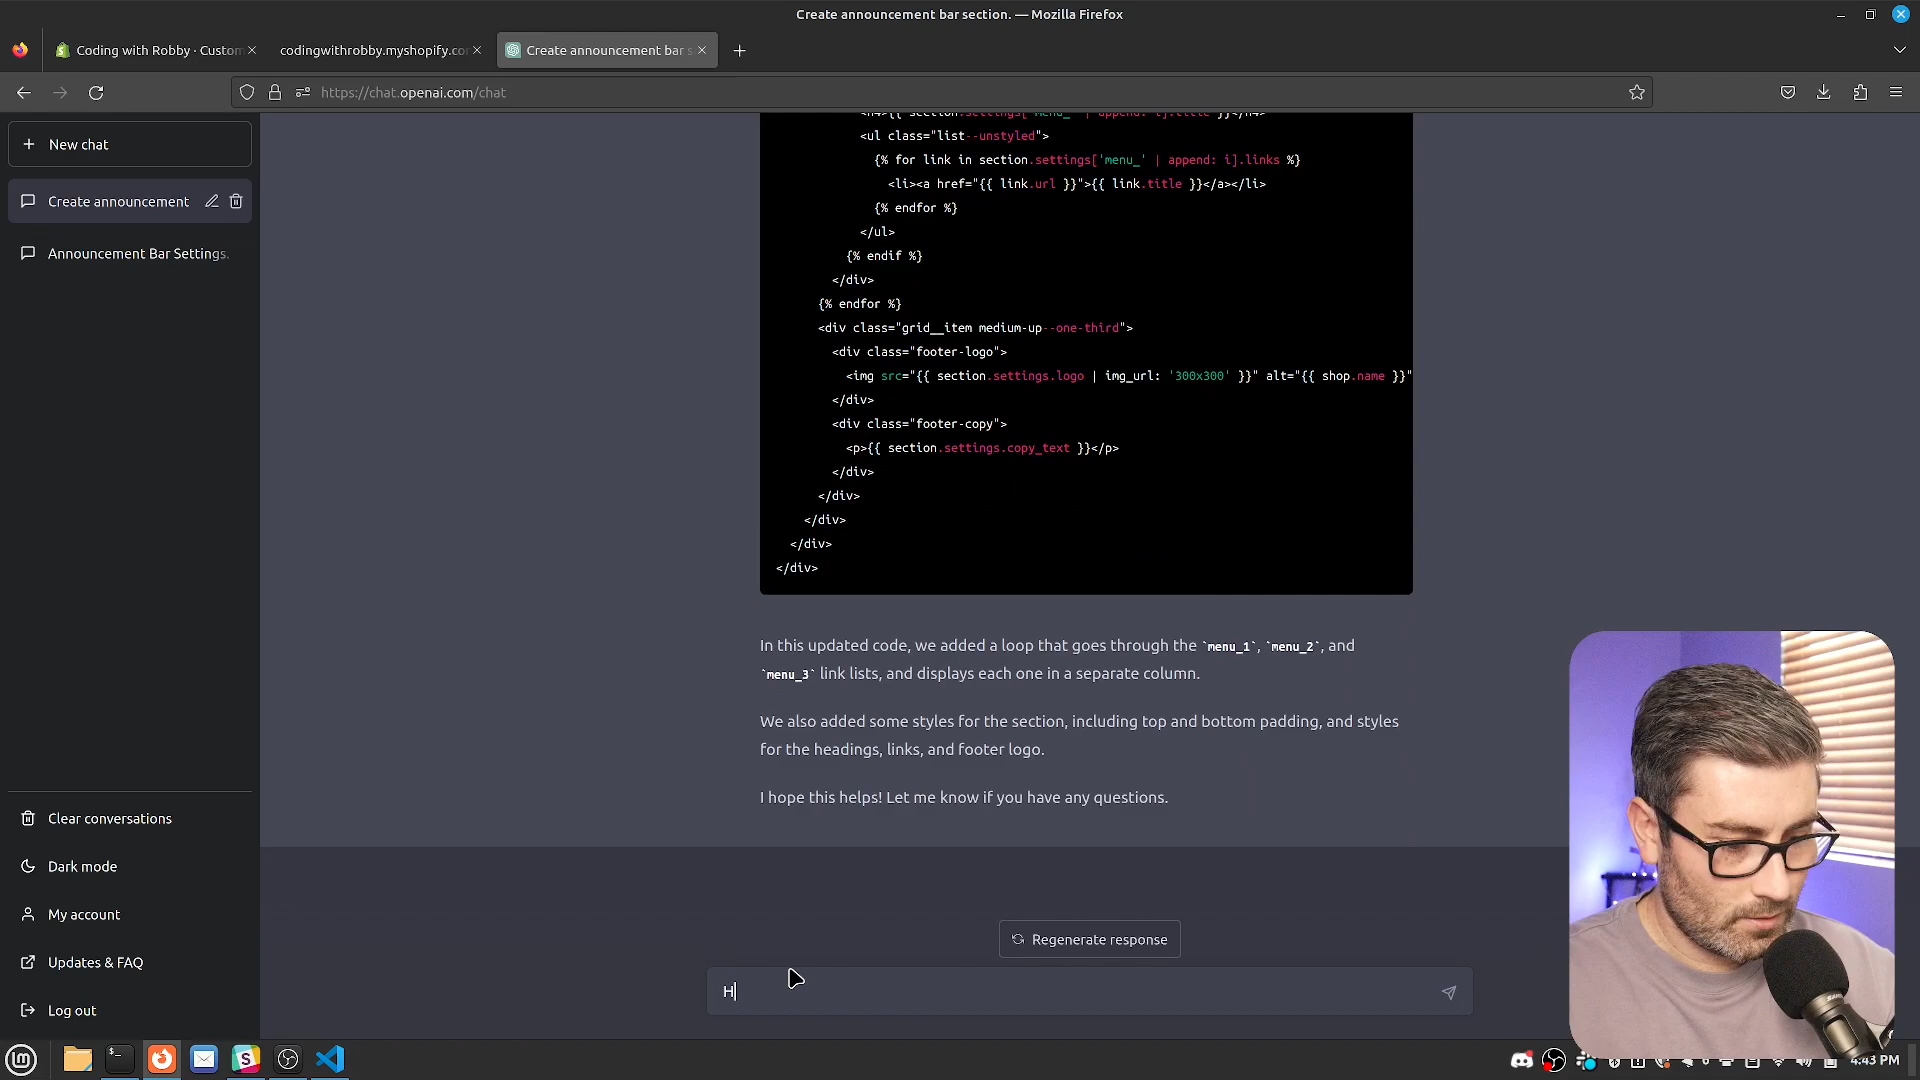 Create announcement bar section. — Mozilla Firefox
Coding with Robby · Custom
codingwithrobby.myshopify.co
Create announcement bar s
https://chat.openai.com/chat
New chat
Create announcement
Announcement Bar Settings.
Clear conversations
Dark mode
My account
Updates & FAQ
Log out
<h4>{{ section.settings['menu_' | append: i].title }}</h4>
<ul class="list--unstyled">
{% for link in section.settings['menu_' | append: i].links %}
<li><a href="{{ link.url }}">{{ link.title }}</a></li>
{% endfor %}
</ul>
{% endif %}
</div>
{% endfor %}
<div class="grid__item medium-up--one-third">
<div class="footer-logo">
<img src="{{ section.settings.logo | img_url: '300x300' }}" alt="{{ shop.name }}"
</div>
<div class="footer-copy">
<p>{{ section.settings.copy_text }}</p>
</div>
</div>
</div>
</div>
</div>
In this updated code, we added a loop that goes through the `menu_1`, `menu_2`, and
`menu_3` link lists, and displays each one in a separate column.
We also added some styles for the section, including top and bottom padding, and styles
for the headings, links, and footer logo.
I hope this helps! Let me know if you have any questions.
Regenerate response
H
4:43 PM